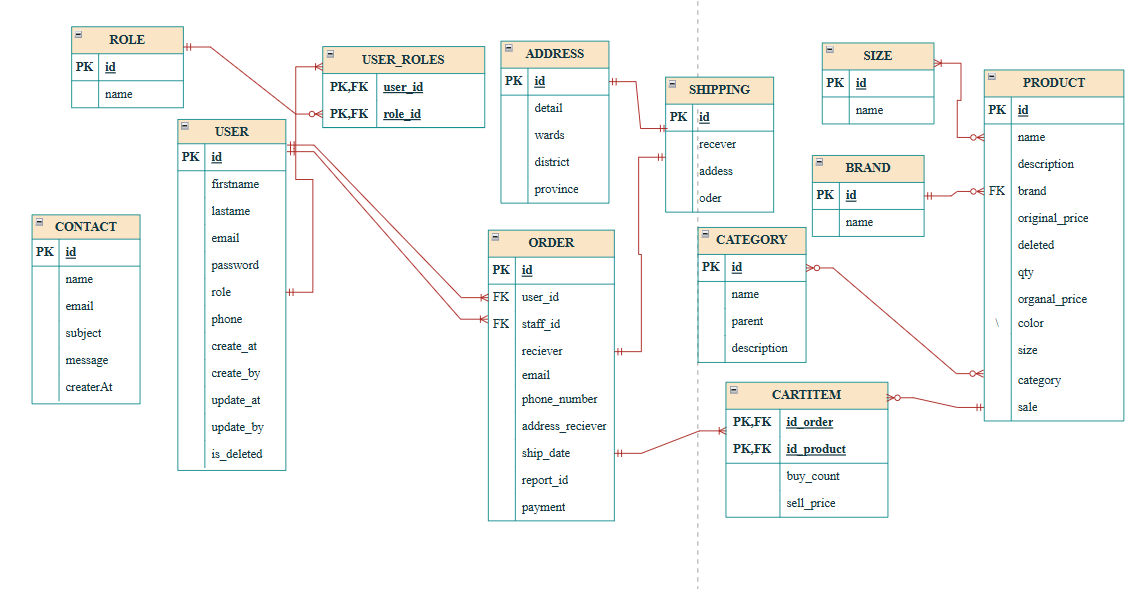 ROLE
PK id
name
USER_ROLES
PK,FK user_id
PK,FK role_id
USER
PK id
firstname
lastame
email
password
role
phone
create_at
create_by
update_at
update_by
is_deleted
CONTACT
PK id
name
email
subject
message
createrAt
ADDRESS
PK id
detail
wards
district
province
SHIPPING
PK id
recever
addess
oder
ORDER
PK id
FK user_id
FK staff_id
reciever
email
phone_number
address_reciever
ship_date
report_id
payment
SIZE
PK id
name
BRAND
PK id
name
CATEGORY
PK id
name
parent
description
CARTITEM
PK,FK id_order
PK,FK id_product
buy_count
sell_price
PRODUCT
PK id
name
description
FK brand
original_price
deleted
qty
organal_price
\ color
size
category
sale